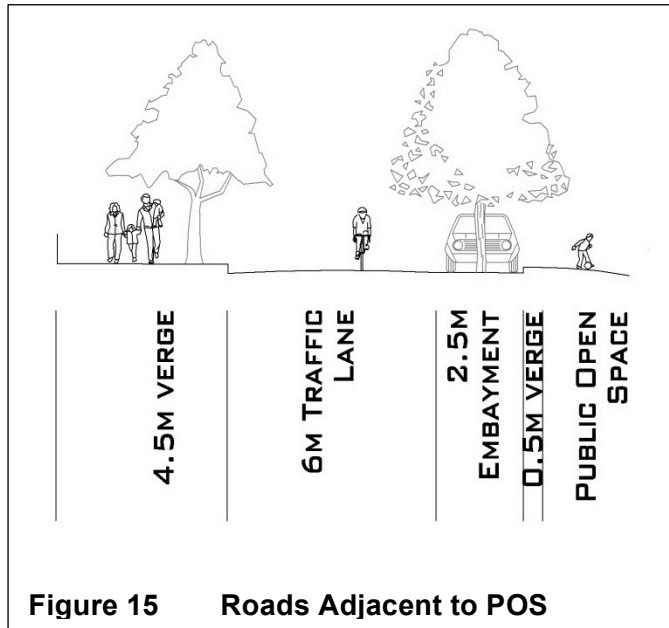 4.5M VERGE
6M TRAFFIC
LANE
2.5M
EMBAYMENT
0.5M VERGE
PUBLIC OPEN
SPACE
Figure 15 Roads Adjacent to POS